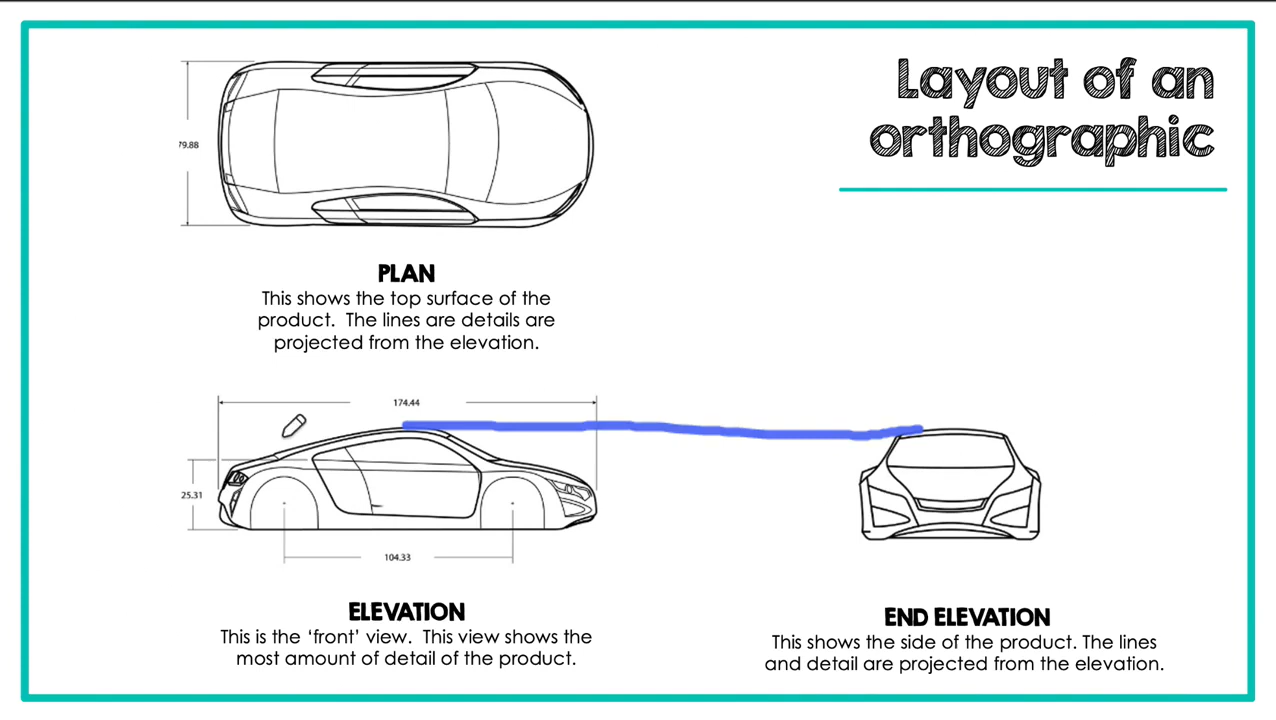 Layout of an
orthographic
79.88
PLAN
This shows the top surface of the
product.  The lines are details are
projected from the elevation.
174.44
25.31
104.33
ELEVATION
This is the ‘front’ view.  This view shows the
most amount of detail of the product.
END ELEVATION
This shows the side of the product. The lines
and detail are projected from the elevation.